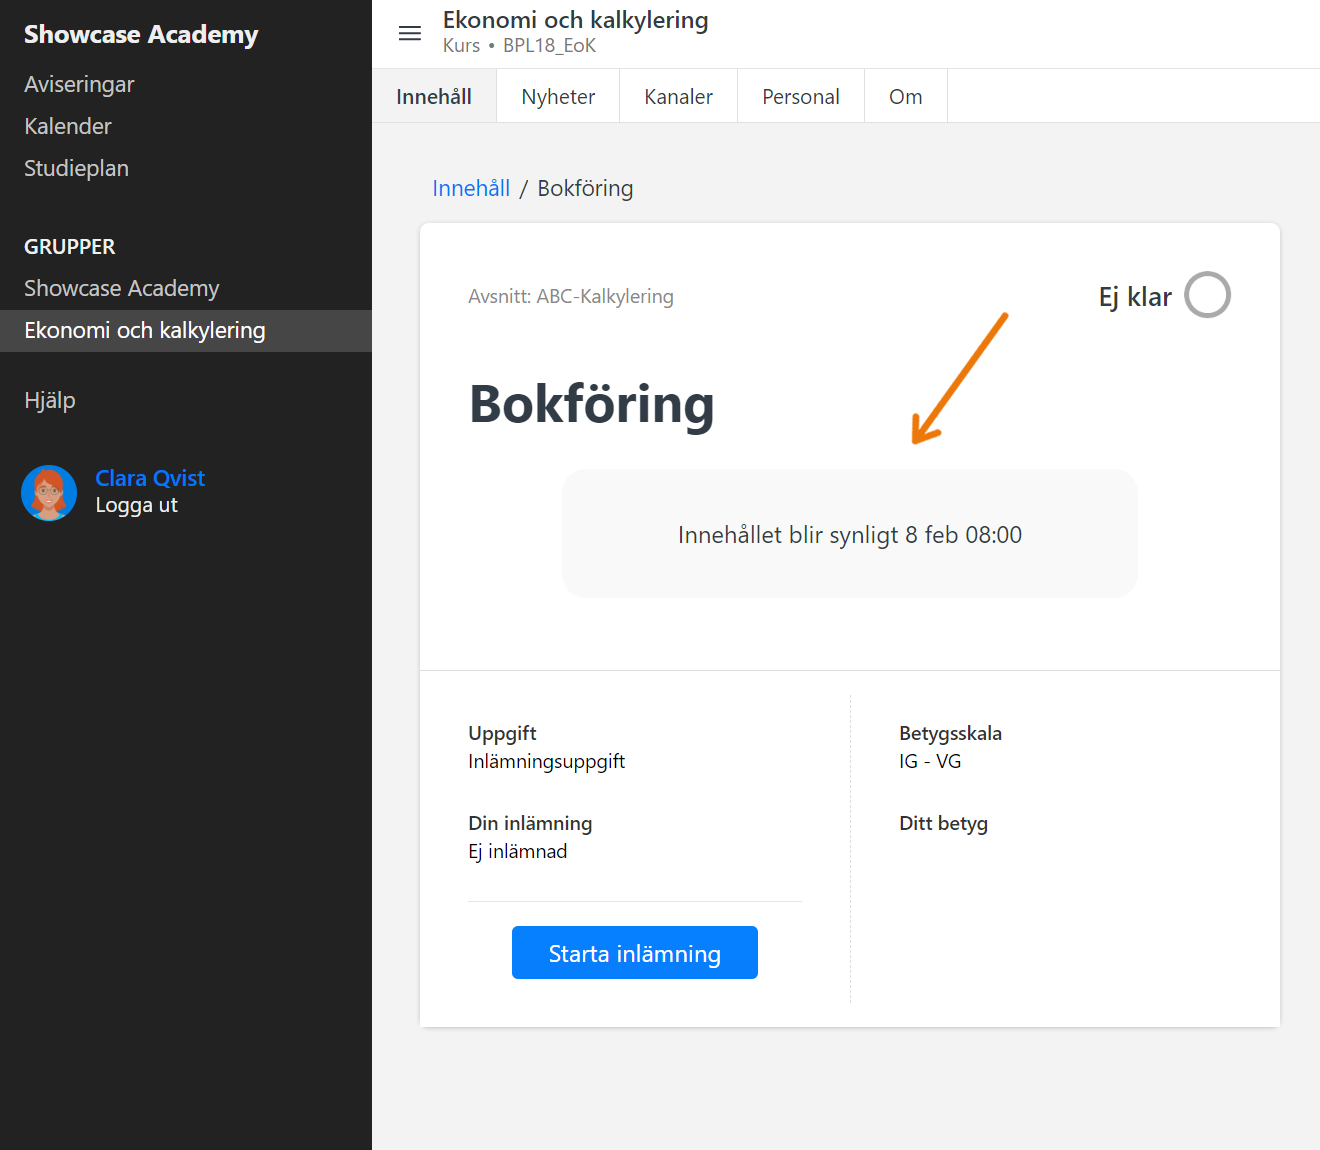 Showcase Academy
Aviseringar
Kalender
Studieplan
GRUPPER
Showcase Academy
Ekonomi och kalkylering
Hjälp
Clara Qvist
Logga ut
Ekonomi och kalkylering
Kurs • BPL18_EoK
Innehåll
Nyheter
Kanaler
Personal
Om
Innehåll / Bokföring
Avsnitt: ABC-Kalkylering
Ej klar
Bokföring
Innehållet blir synligt 8 feb 08:00
Uppgift
Inlämningsuppgift
Din inlämning
Ej inlämnad
Starta inlämning
Betygsskala
IG - VG
Ditt betyg